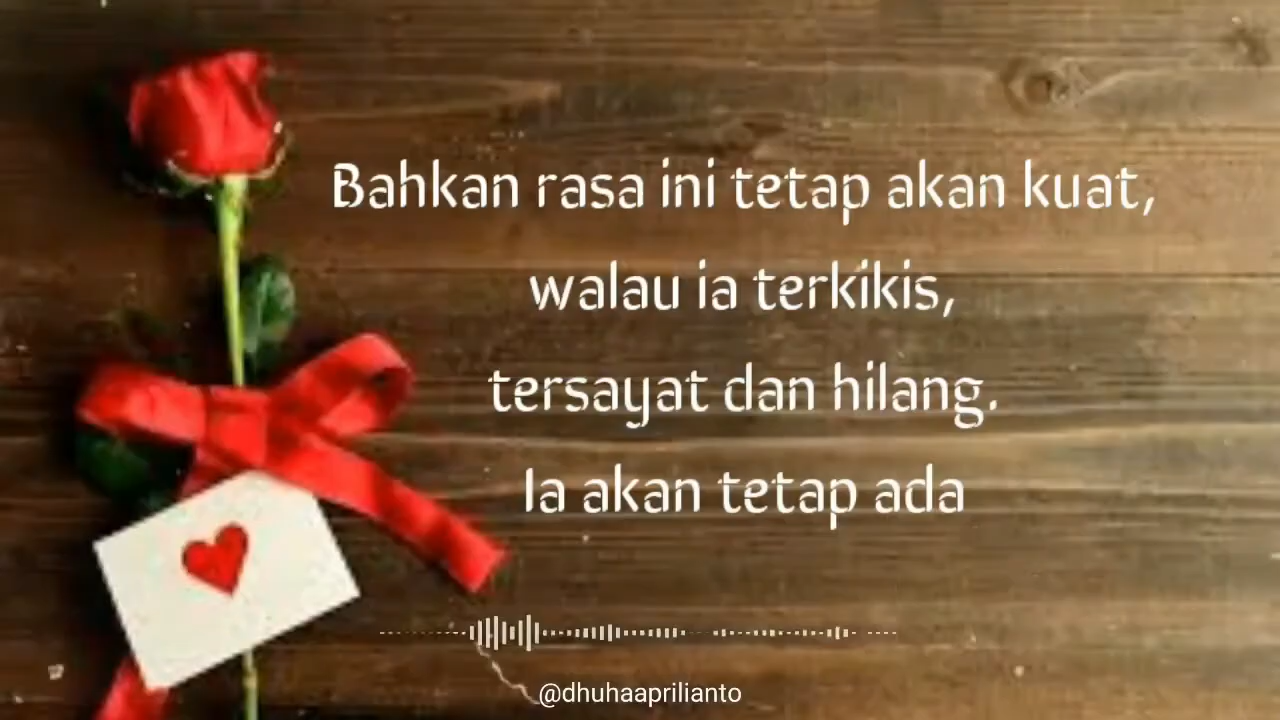 Bahkan rasa ini tetap akan kuat,
walau ia terkikis,
tersayat dan hilang.
Ia akan tetap ada
@dhuhaaprilianto